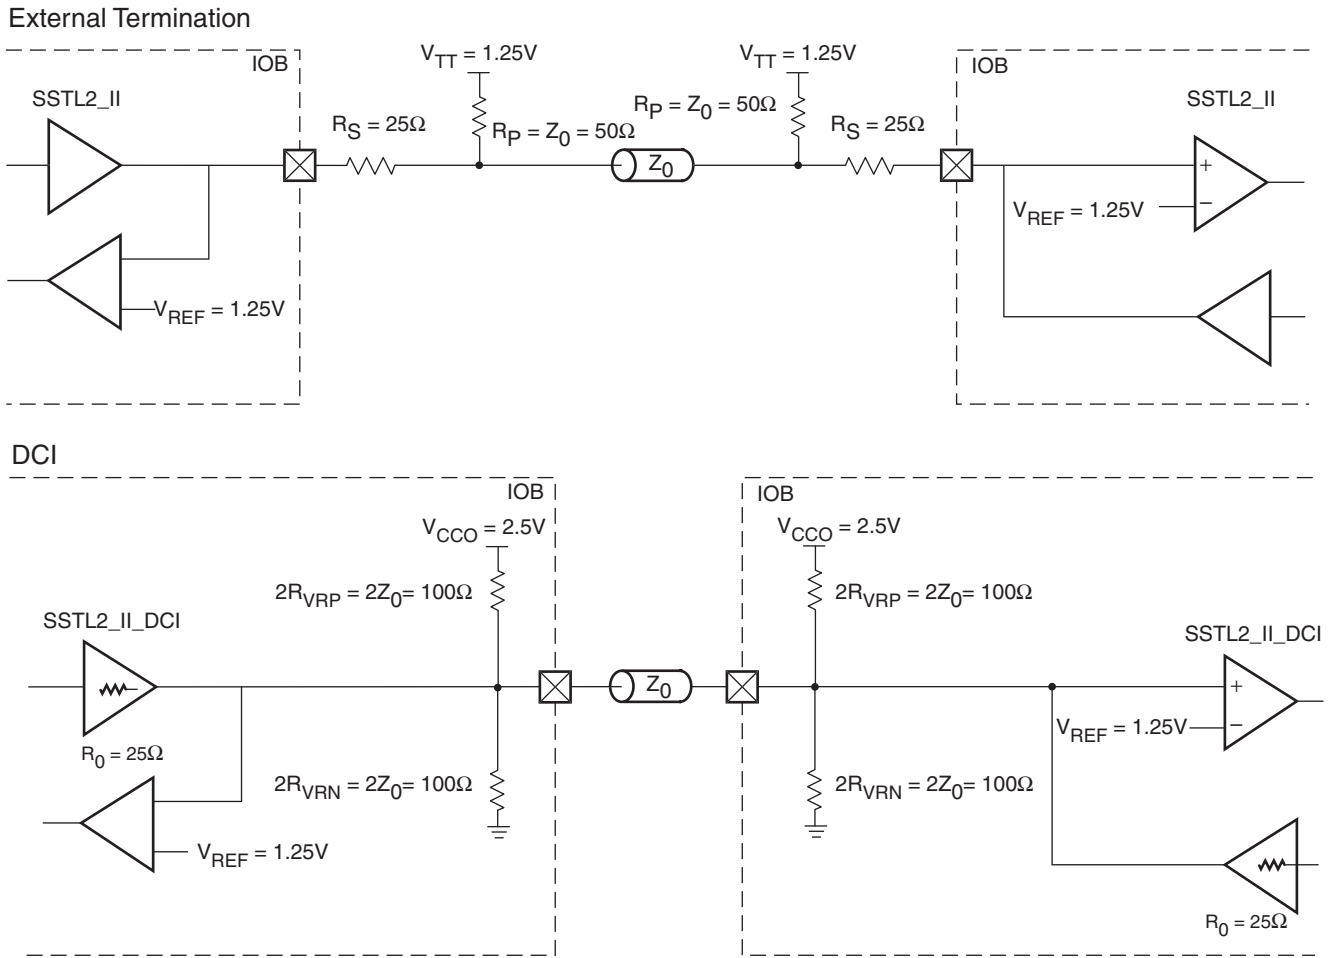 External Termination
IOB
SSTL2_II
V_TT = 1.25V
R_S = 25Ω
R_P = Z_0 = 50Ω
Z_0
V_TT = 1.25V
R_P = Z_0 = 50Ω
R_S = 25Ω
IOB
SSTL2_II
+
−
V_REF = 1.25V
V_REF = 1.25V
DCI
IOB
V_CCO = 2.5V
2R_VRP = 2Z_0= 100Ω
SSTL2_II_DCI
R_0 = 25Ω
2R_VRN = 2Z_0= 100Ω
V_REF = 1.25V
Z_0
IOB
V_CCO = 2.5V
2R_VRP = 2Z_0= 100Ω
SSTL2_II_DCI
+
−
V_REF = 1.25V
2R_VRN = 2Z_0= 100Ω
R_0 = 25Ω